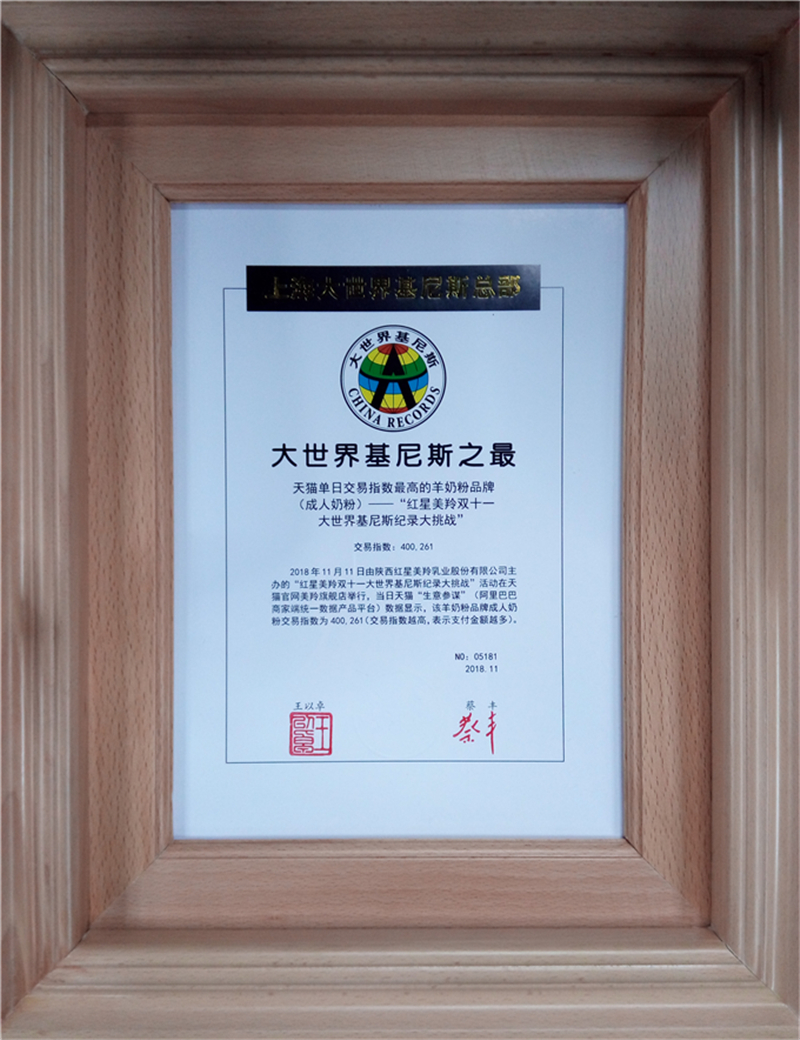 上海大世界基尼斯总部
大世界基尼斯
CHINA RECORDS
大世界基尼斯之最
天猫单日交易指数最高的羊奶粉品牌
（成人奶粉）——“红星美羚双十一
大世界基尼斯纪录大挑战”
交易指数：400,261
2018年11月11日由陕西红星美羚乳业股份有限公司主
办的“红星美羚双十一大世界基尼斯纪录大挑战”活动在天
猫官网美羚旗舰店举行，当日天猫“生意参谋”（阿里巴巴
商家端统一数据产品平台）数据显示，该羊奶粉品牌成人奶
粉交易指数为400,261（交易指数越高，表示支付金额越多）。
NO：05181
2018.11
王以卓 蔡 丰
蔡丰